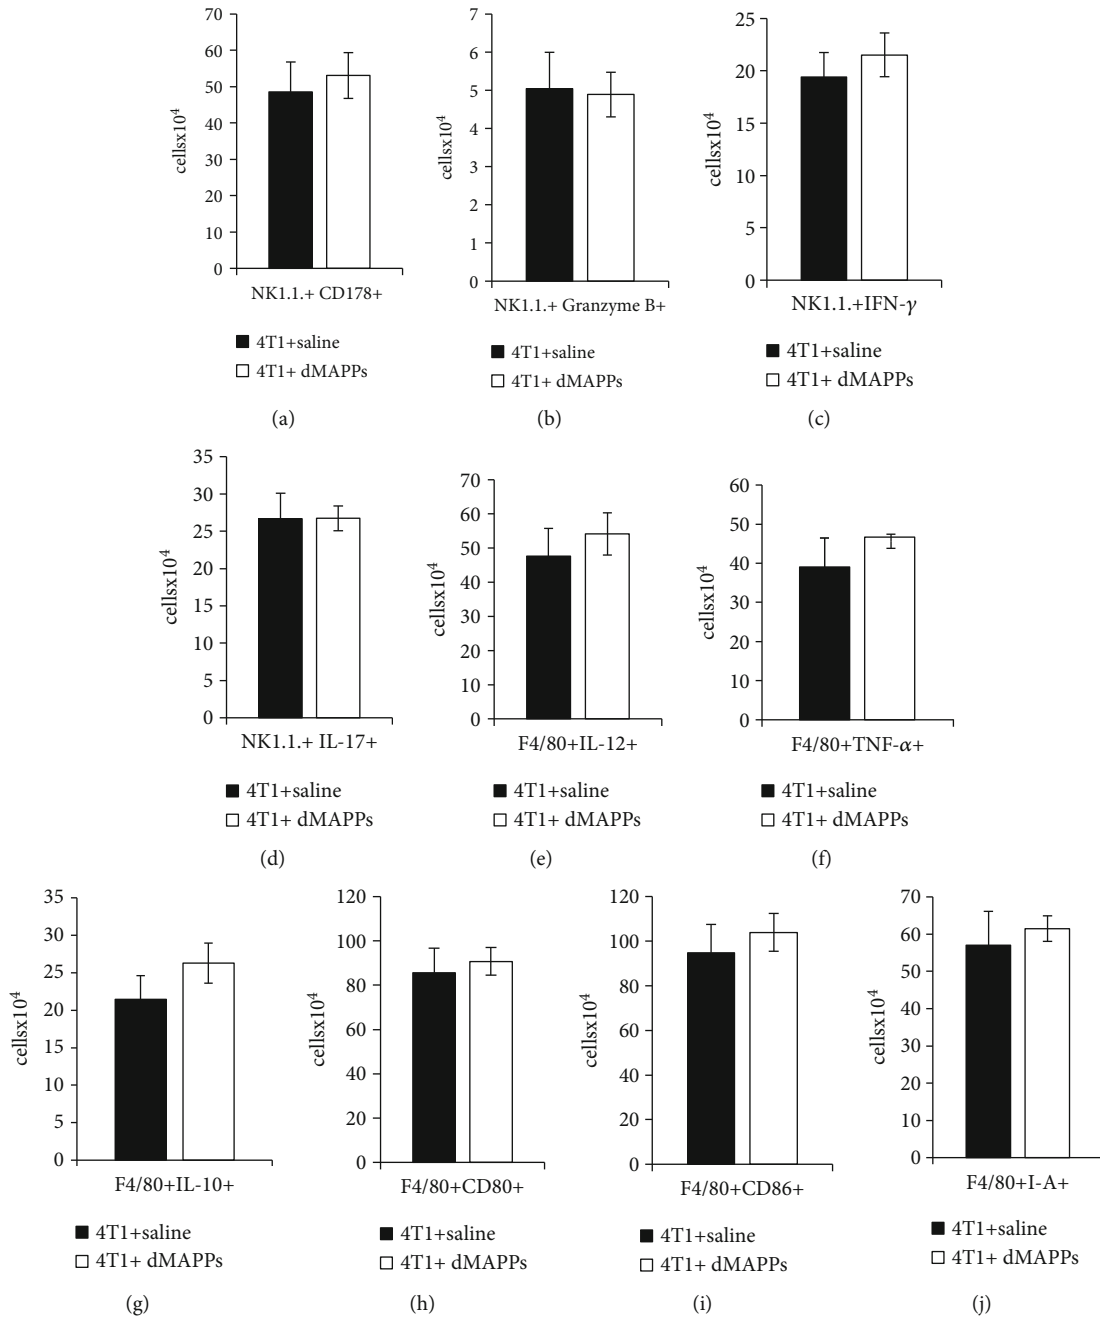 70
60
50
40
30
20
10
0
cellsx10⁴
NK1.1.+ CD178+
4T1+saline
4T1+ dMAPPs
(a)
7
6
5
4
3
2
1
0
cellsx10⁴
NK1.1.+ Granzyme B+
4T1+saline
4T1+ dMAPPs
(b)
25
20
15
10
5
0
cellsx10⁴
NK1.1.+IFN-γ
4T1+saline
4T1+ dMAPPs
(c)
35
30
25
20
15
10
5
0
cellsx10⁴
NK1.1.+ IL-17+
4T1+saline
4T1+ dMAPPs
(d)
70
60
50
40
30
20
10
0
cellsx10⁴
F4/80+IL-12+
4T1+saline
4T1+ dMAPPs
(e)
60
50
40
30
20
10
0
cellsx10⁴
F4/80+TNF-α+
4T1+saline
4T1+ dMAPPs
(f)
35
30
25
20
15
10
5
0
cellsx10⁴
F4/80+IL-10+
4T1+saline
4T1+ dMAPPs
(g)
120
100
80
60
40
20
0
cellsx10⁴
F4/80+CD80+
4T1+saline
4T1+ dMAPPs
(h)
120
100
80
60
40
20
0
cellsx10⁴
F4/80+CD86+
4T1+saline
4T1+ dMAPPs
(i)
70
60
50
40
30
20
10
0
cellsx10⁴
F4/80+I-A+
4T1+saline
4T1+ dMAPPs
(j)